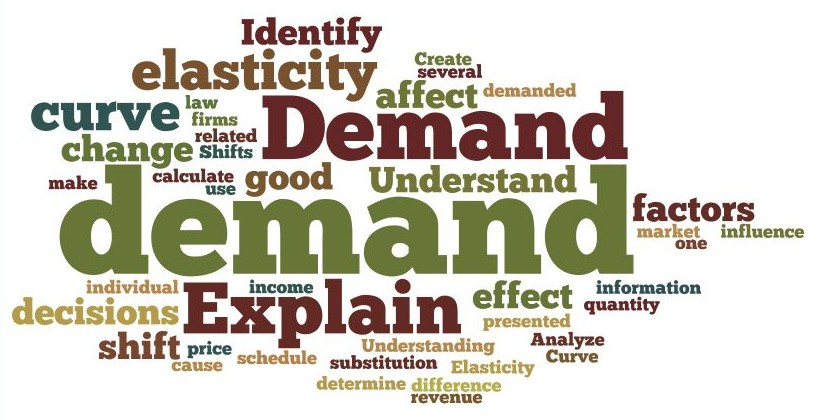 Identify
elasticity
Create
several
curve
law
firms
affect
demanded
related
Demand
change
Shifts
make
calculate
use
good
Understand
demand
factors
market
one
influence
individual
income
Explain
effect
information
quantity
decisions
presented
shift
price
cause
schedule
Understanding
substitution
Analyze
Curve
Elasticity
determine
difference
revenue